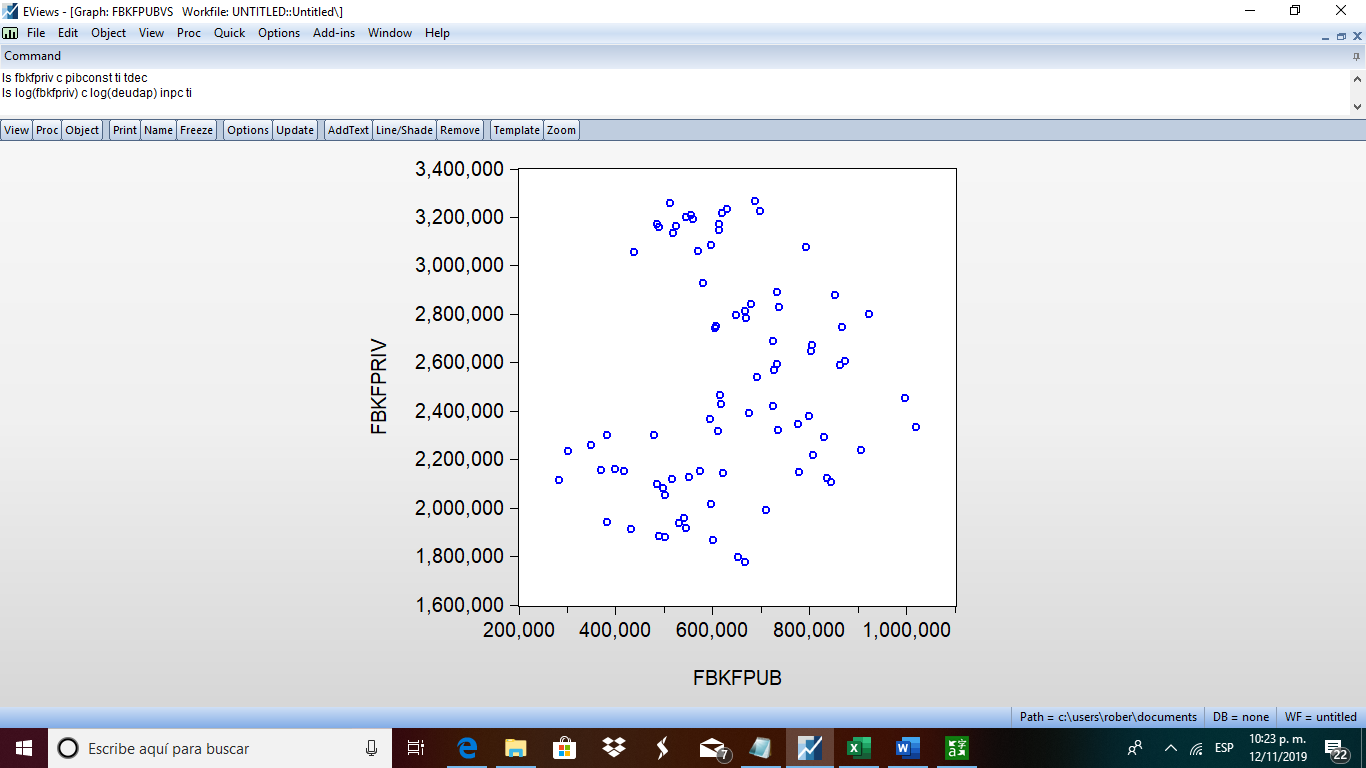 EViews - [Graph: FBKFPUBVS   Workfile: UNTITLED::Untitled\]
File Edit Object View Proc Quick Options Add-ins Window Help
Command
ls fbkfpriv c pibconst ti tdec
ls log(fbkfpriv) c log(deudap) inpc ti
View Proc Object Print Name Freeze Options Update AddText Line/Shade Remove Template Zoom
3,400,000
3,200,000
3,000,000
2,800,000
2,600,000
2,400,000
2,200,000
2,000,000
1,800,000
1,600,000
FBKFPRIV
200,000 400,000 600,000 800,000 1,000,000
FBKFPUB
Path = c:\users\rober\documents DB = none WF = untitled
Escribe aquí para buscar
7
ESP
10:23 p. m.
12/11/2019
22